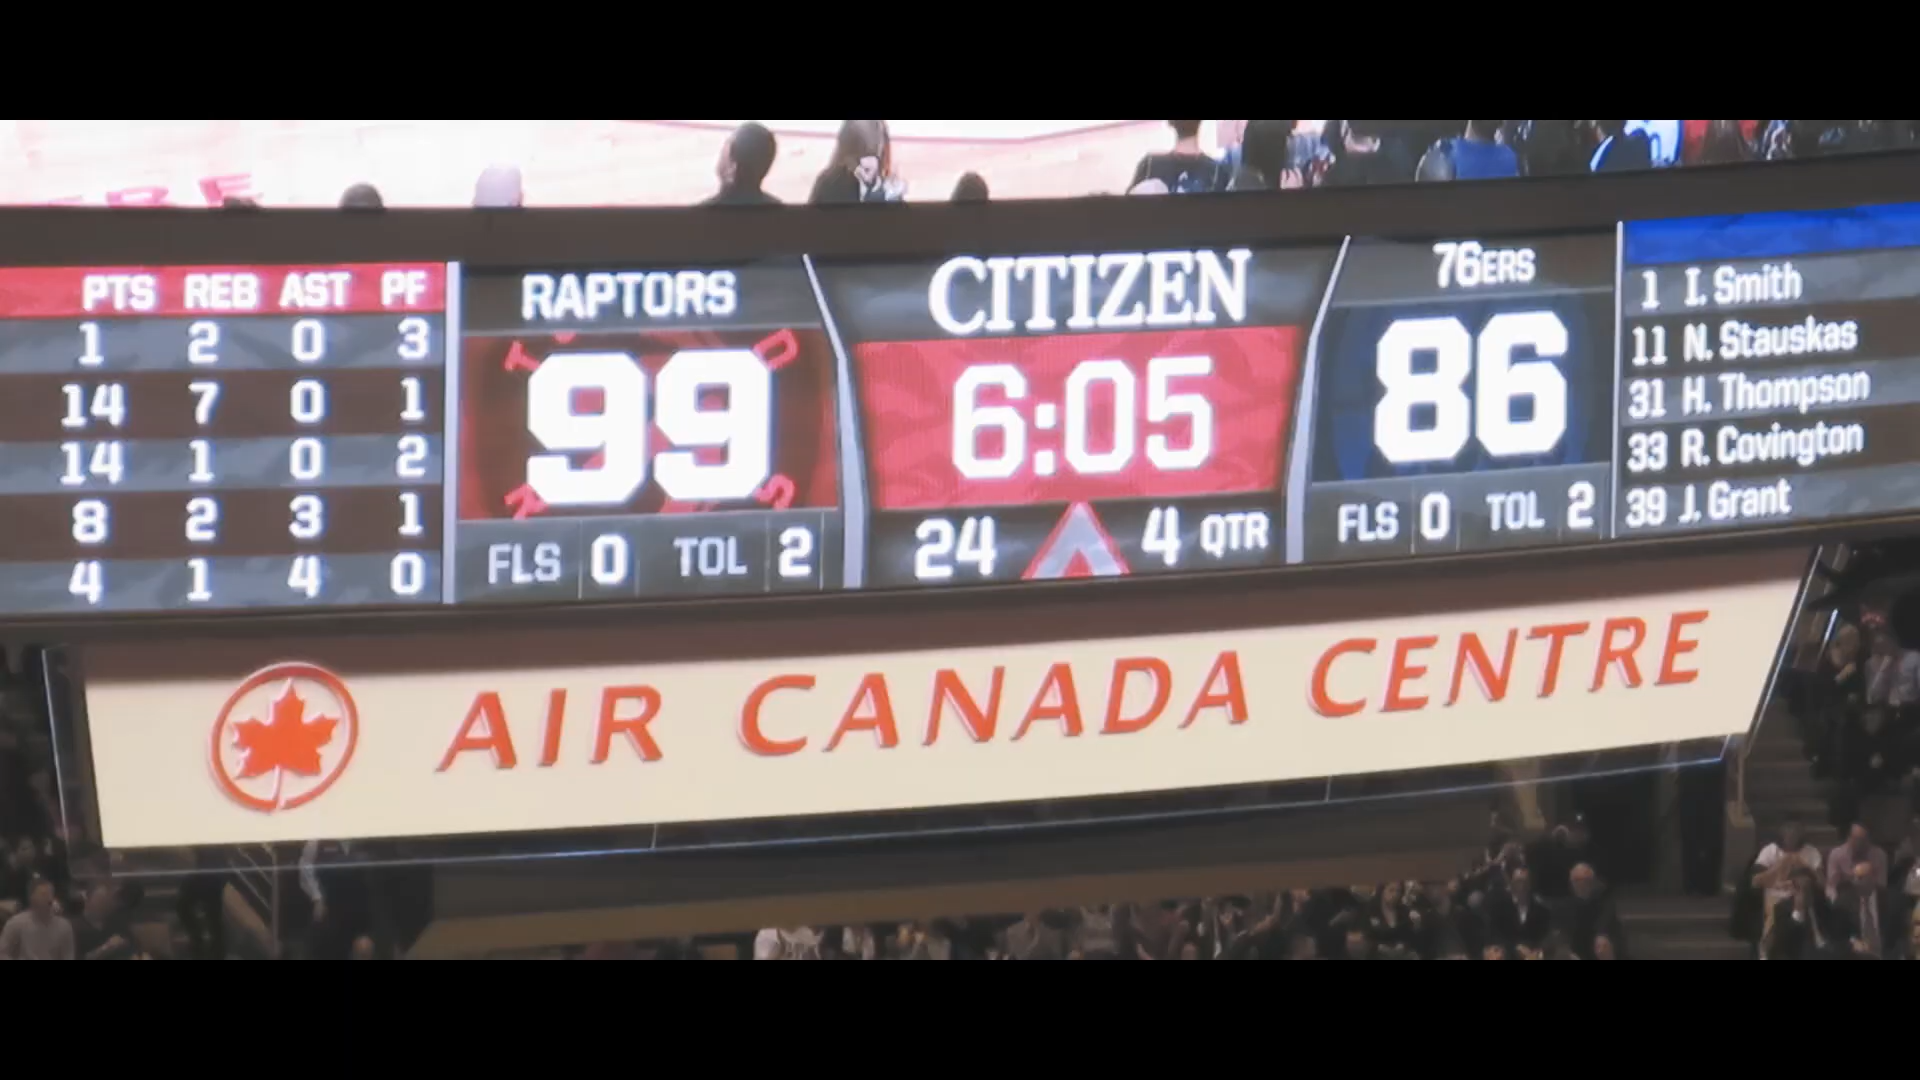 PTS REB AST PF
1 2 0 3
14 7 0 1
14 1 0 2
8 2 3 1
4 1 4 0
RAPTORS
99
FLS 0 TOL 2
CITIZEN
6:05
24 4 QTR
76ERS
86
FLS 0 TOL 2
1 I. Smith
11 N. Stauskas
31 H. Thompson
33 R. Covington
39 J. Grant
AIR CANADA CENTRE